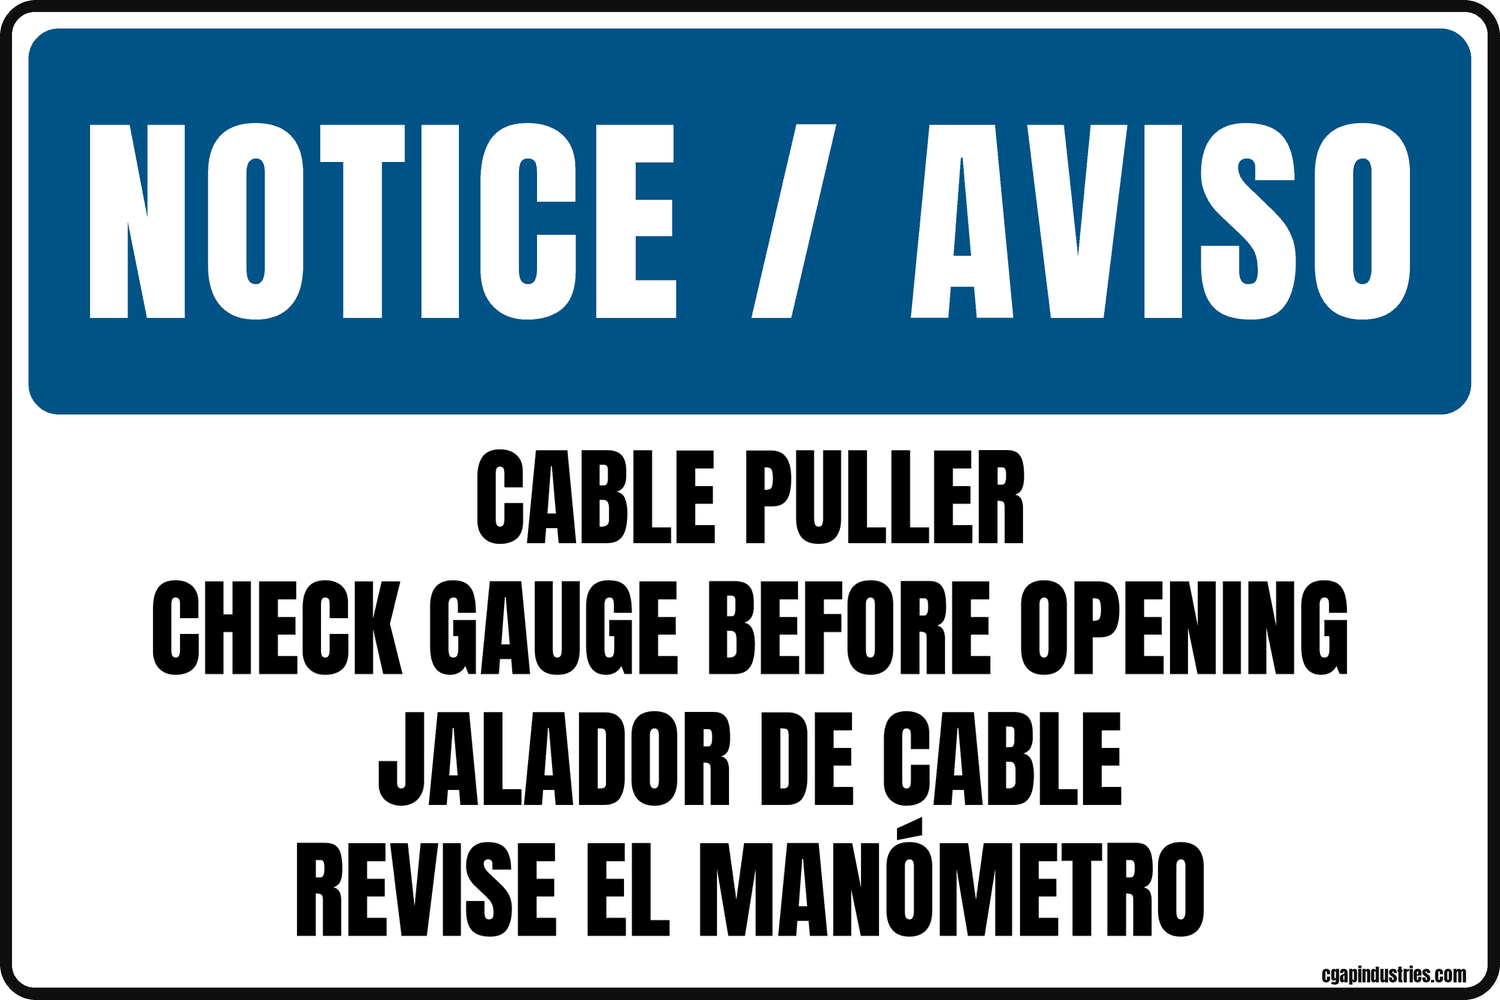 NOTICE / AVISO
CABLE PULLER
CHECK GAUGE BEFORE OPENING
JALADOR DE CABLE
REVISE EL MANÓMETRO
cgapindustries.com